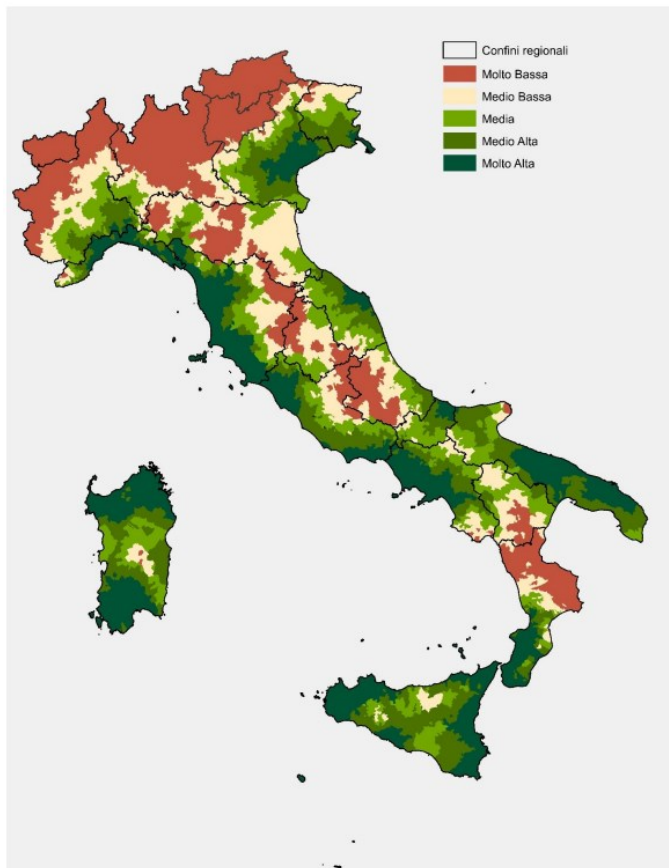 Confini regionali
Molto Bassa
Medio Bassa
Media
Medio Alta
Molto Alta